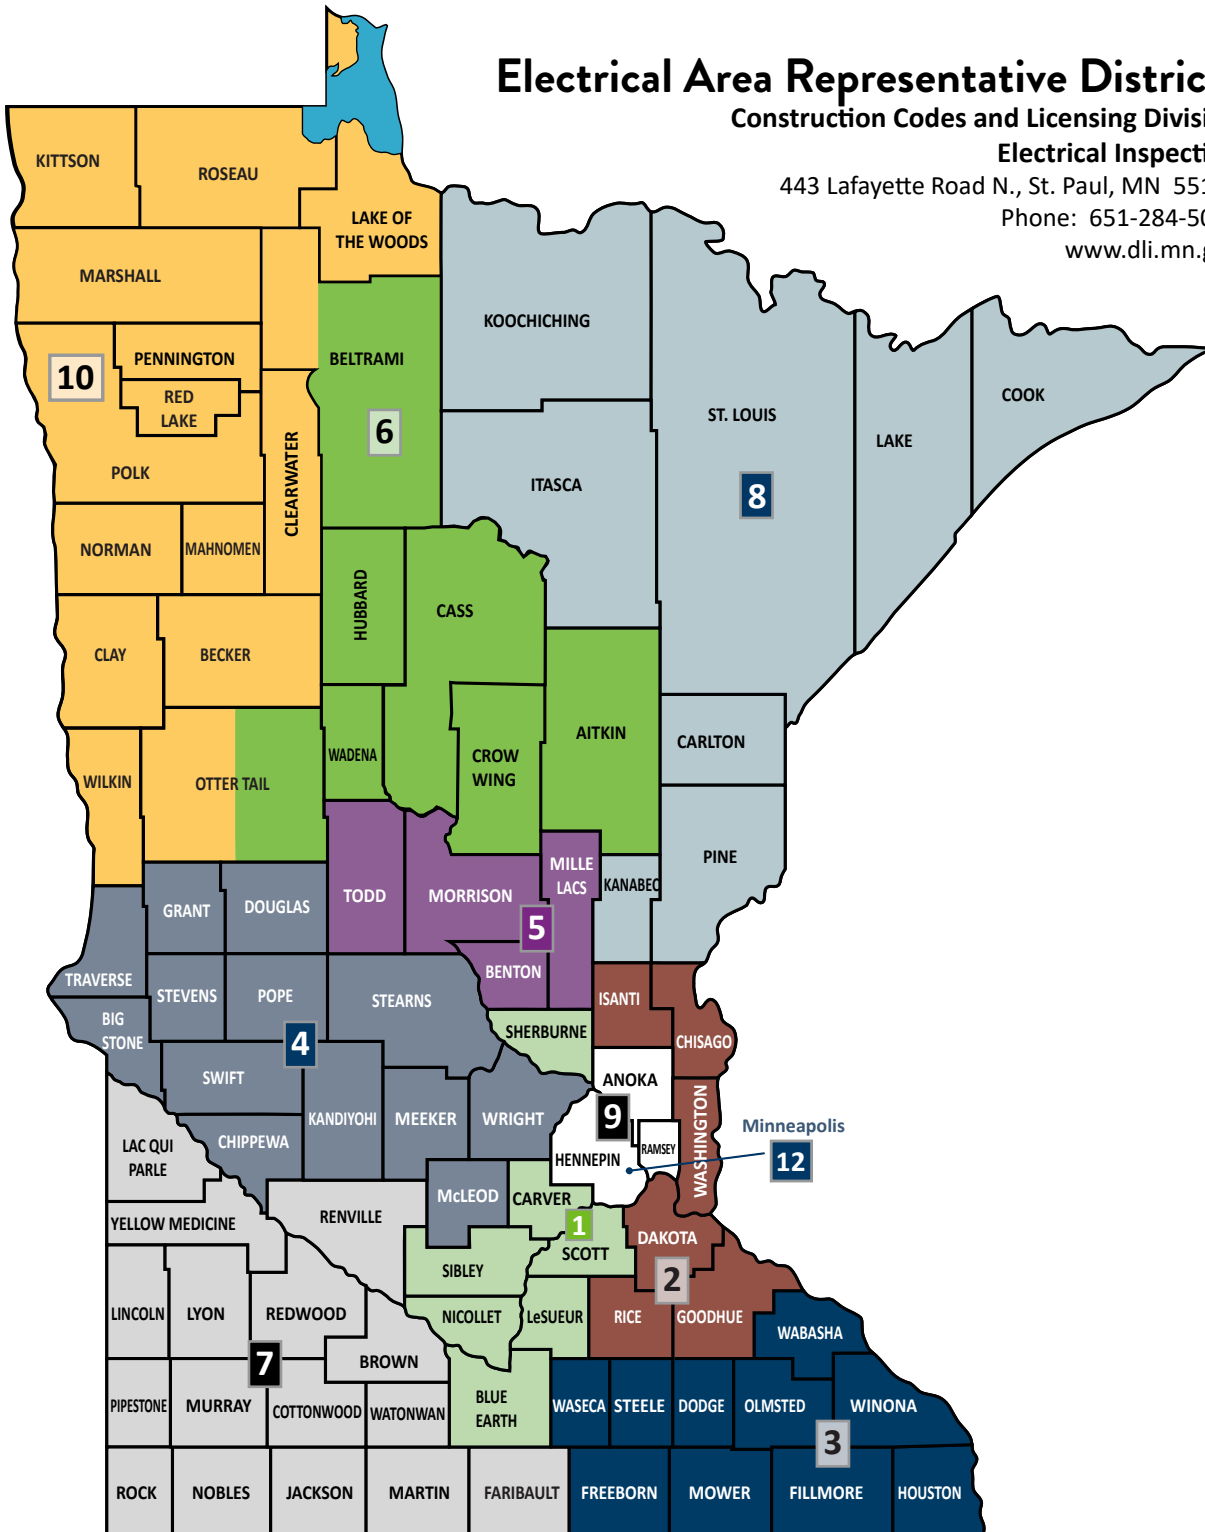 Electrical Area Representative Distric
Construction Codes and Licensing Divisi
Electrical Inspecti
443 Lafayette Road N., St. Paul, MN 551
Phone: 651-284-50
www.dli.mn.g
KITTSON
ROSEAU
LAKE OF
THE WOODS
MARSHALL
KOOCHICHING
PENNINGTON
BELTRAMI
10
RED
LAKE
COOK
ST. LOUIS
6
LAKE
POLK
CLEARWATER
ITASCA
8
NORMAN
MAHNOMEN
HUBBARD
CASS
CLAY
BECKER
AITKIN
CARLTON
WADENA
CROW
WING
WILKIN
OTTER TAIL
PINE
MILLE
LACS
KANABEC
TODD
MORRISON
GRANT
DOUGLAS
5
BENTON
TRAVERSE
STEVENS
POPE
STEARNS
ISANTI
BIG
STONE
4
SHERBURNE
CHISAGO
SWIFT
ANOKA
KANDIYOHI
MEEKER
WRIGHT
9
WASHINGTON
Minneapolis
LAC QUI
PARLE
CHIPPEWA
HENNEPIN
RAMSEY
12
McLEOD
CARVER
YELLOW MEDICINE
RENVILLE
1
SCOTT
DAKOTA
SIBLEY
2
LINCOLN
LYON
REDWOOD
NICOLLET
LeSUEUR
RICE
GOODHUE
WABASHA
7
BROWN
PIPESTONE
MURRAY
COTTONWOOD
WATONWAN
BLUE
EARTH
WASECA
STEELE
DODGE
OLMSTED
WINONA
3
ROCK
NOBLES
JACKSON
MARTIN
FARIBAULT
FREEBORN
MOWER
FILLMORE
HOUSTON